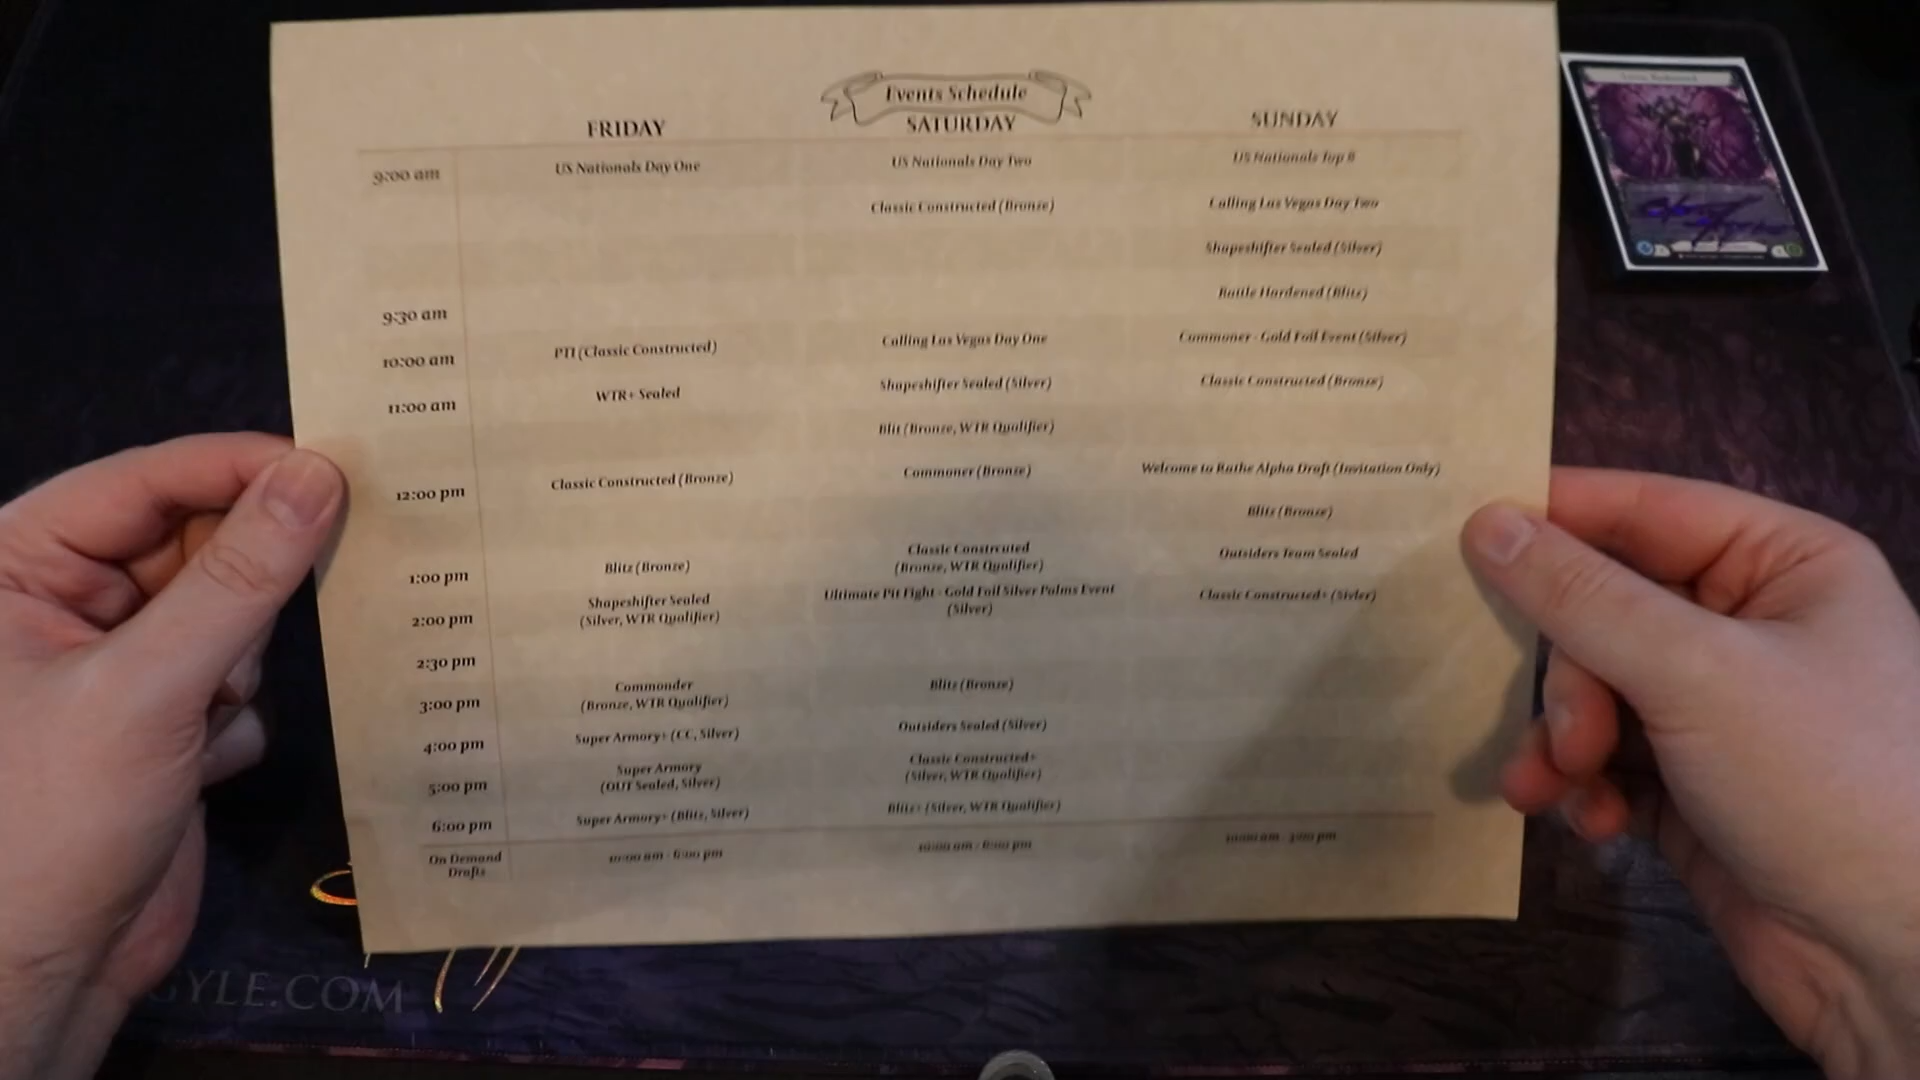 Events Schedule
FRIDAY SATURDAY SUNDAY
9:00 am US Nationals Day One US Nationals Day Two US Nationals Top 8
Classic Constructed (Bronze) Calling Las Vegas Day Two
Shapeshifter Sealed (Silver)
9:30 am Battle Hardened (Blitz)
10:00 am PTI (Classic Constructed) Calling Las Vegas Day One Commoner - Gold Foil Event (Silver)
11:00 am WTR+ Sealed Shapeshifter Sealed (Silver) Classic Constructed (Bronze)
Blit (Bronze, WTR Qualifier)
12:00 pm Classic Constructed (Bronze) Commoner (Bronze) Welcome to Rathe Alpha Draft (Invitation Only)
Blitz (Bronze)
1:00 pm Blitz (Bronze) Classic Constrcuted Outsiders Team Sealed
(Bronze, WTR Qualifier)
2:00 pm Shapeshifter Sealed Ultimate Pit Fight - Gold Foil Silver Palms Event Classic Constructed+ (Sivler)
(Silver, WTR Qualifier) (Silver)
2:30 pm
3:00 pm Commonder Blitz (Bronze)
(Bronze, WTR Qualifier)
4:00 pm Super Armory+ (CC, Silver) Outsiders Sealed (Silver)
5:00 pm Super Armory Classic Constructed+
(OUT Sealed, Silver) (Silver, WTR Qualifier)
6:00 pm Super Armory+ (Blitz, Silver) Blitz+ (Silver, WTR Qualifier)
On Demand 10:00 am - 6:00 pm 10:00 am - 6:00 pm 10:00 am - 3:00 pm
Drafts
GYLE.COM